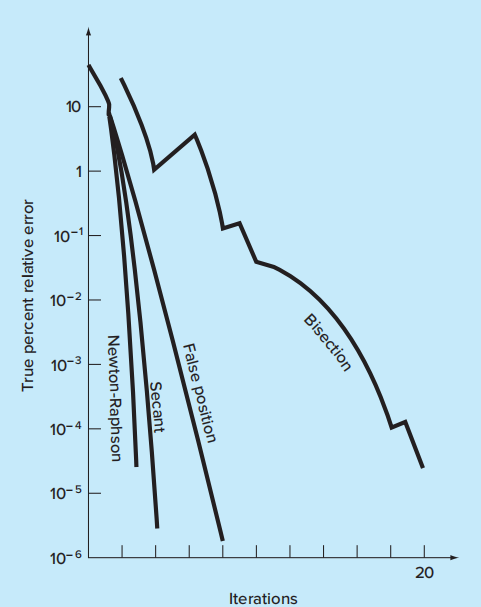 10
1
10⁻¹
10⁻²
10⁻³
10⁻⁴
10⁻⁵
10⁻⁶
True percent relative error
Newton-Raphson
Secant
False position
Bisection
20
Iterations